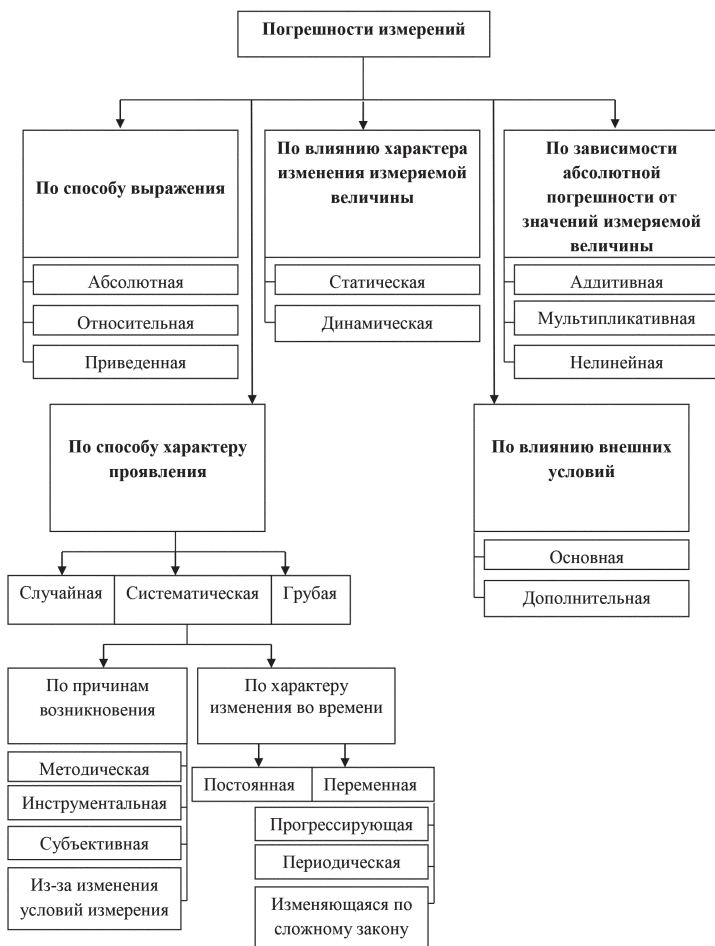 Погрешности измерений
По способу выражения
По влиянию характера
изменения измеряемой
величины
По зависимости
абсолютной
погрешности от
значений измеряемой
величины
Абсолютная
Относительная
Приведенная
Статическая
Динамическая
Аддитивная
Мультипликативная
Нелинейная
По способу характеру
проявления
По влиянию внешних
условий
Случайная
Систематическая
Грубая
Основная
Дополнительная
По причинам
возникновения
По характеру
изменения во времени
Методическая
Инструментальная
Субъективная
Из-за изменения
условий измерения
Постоянная
Переменная
Прогрессирующая
Периодическая
Изменяющаяся по
сложному закону